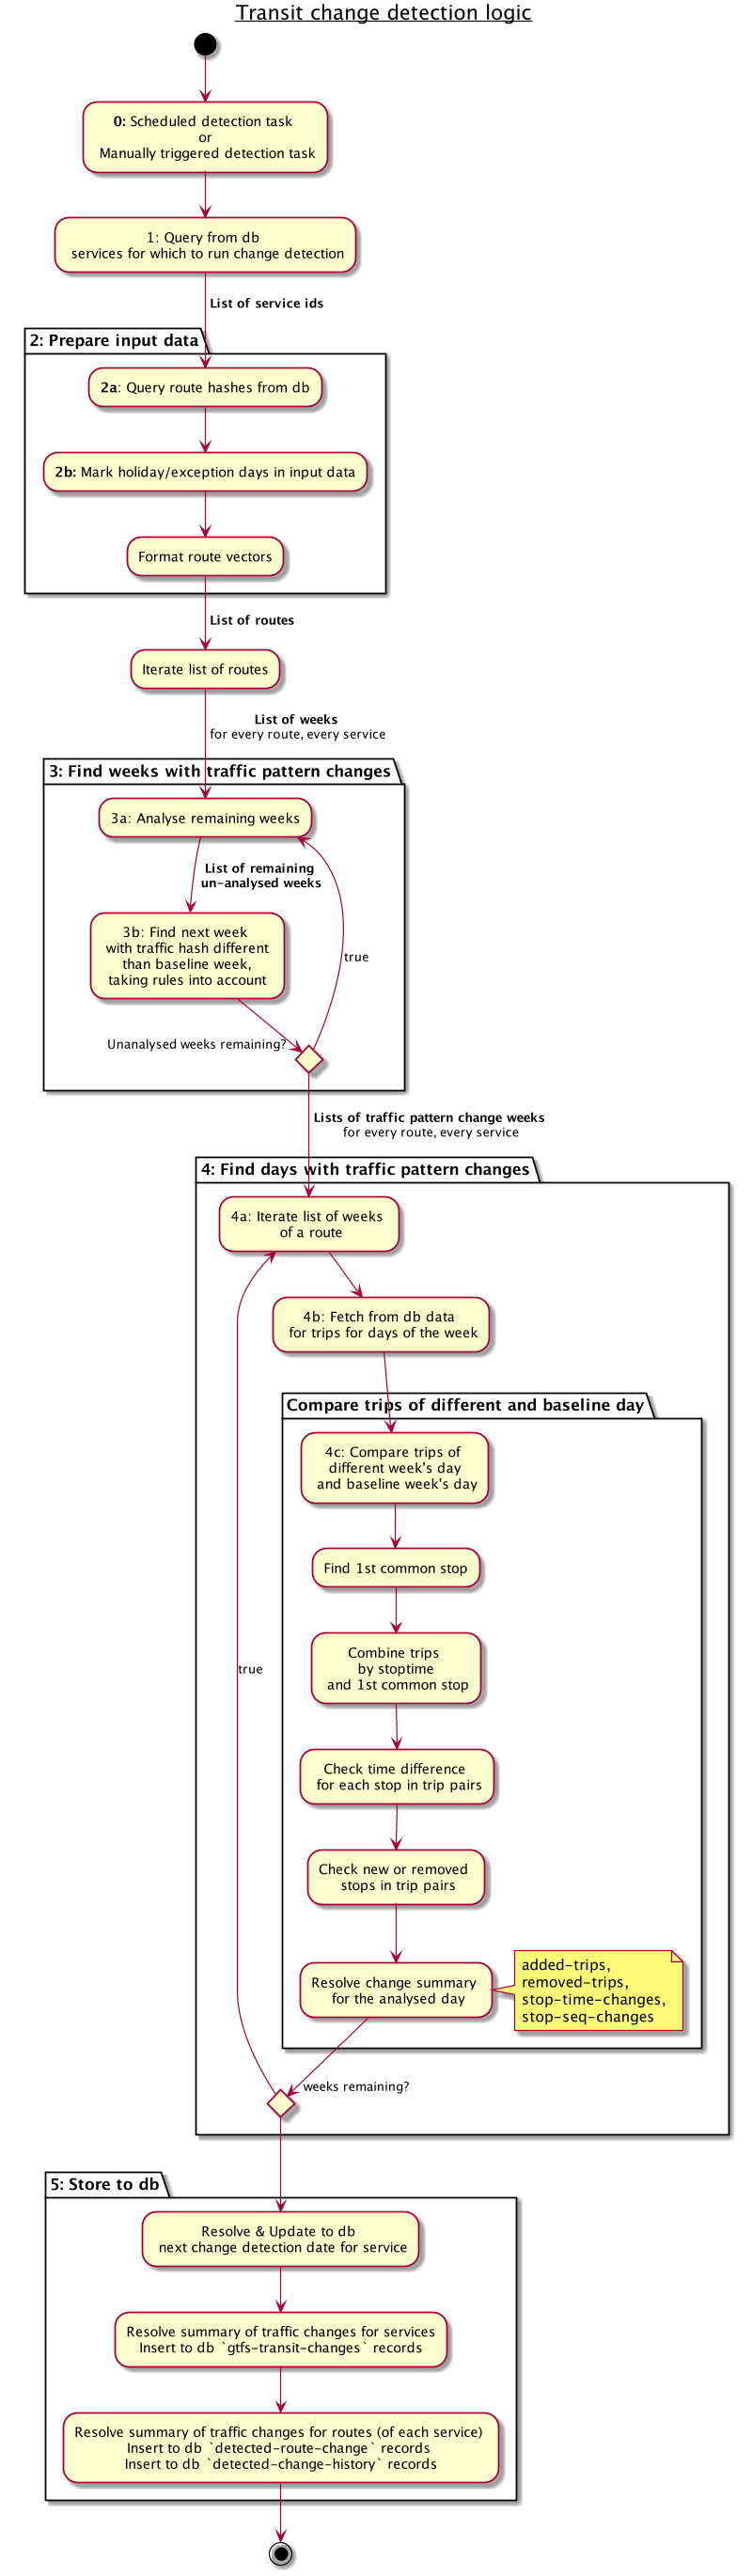 Transit change detection logic
0: Scheduled detection task
or
Manually triggered detection task
1: Query from db
services for which to run change detection
List of service ids
2: Prepare input data
2a: Query route hashes from db
2b: Mark holiday/exception days in input data
Format route vectors
List of routes
Iterate list of routes
List of weeks
for every route, every service
3: Find weeks with traffic pattern changes
3a: Analyse remaining weeks
List of remaining
un-analysed weeks
3b: Find next week
with traffic hash different
than baseline week,
taking rules into account
true
Unanalysed weeks remaining?
Lists of traffic pattern change weeks
for every route, every service
4: Find days with traffic pattern changes
4a: Iterate list of weeks
of a route
4b: Fetch from db data
for trips for days of the week
Compare trips of different and baseline day
4c: Compare trips of
different week's day
and baseline week's day
Find 1st common stop
Combine trips
by stoptime
and 1st common stop
true
Check time difference
for each stop in trip pairs
Check new or removed
stops in trip pairs
Resolve change summary
for the analysed day
added-trips,
removed-trips,
stop-time-changes,
stop-seq-changes
weeks remaining?
5: Store to db
Resolve & Update to db
next change detection date for service
Resolve summary of traffic changes for services
Insert to db `gtfs-transit-changes` records
Resolve summary of traffic changes for routes (of each service)
Insert to db `detected-route-change` records
Insert to db `detected-change-history` records